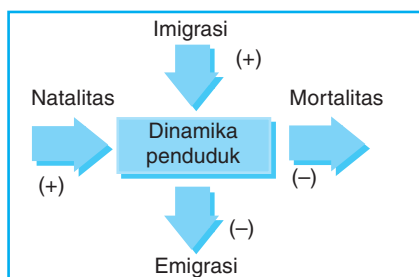 Imigrasi
(+)
Natalitas
Mortalitas
Dinamika
penduduk
(+)
(–)
(–)
Emigrasi